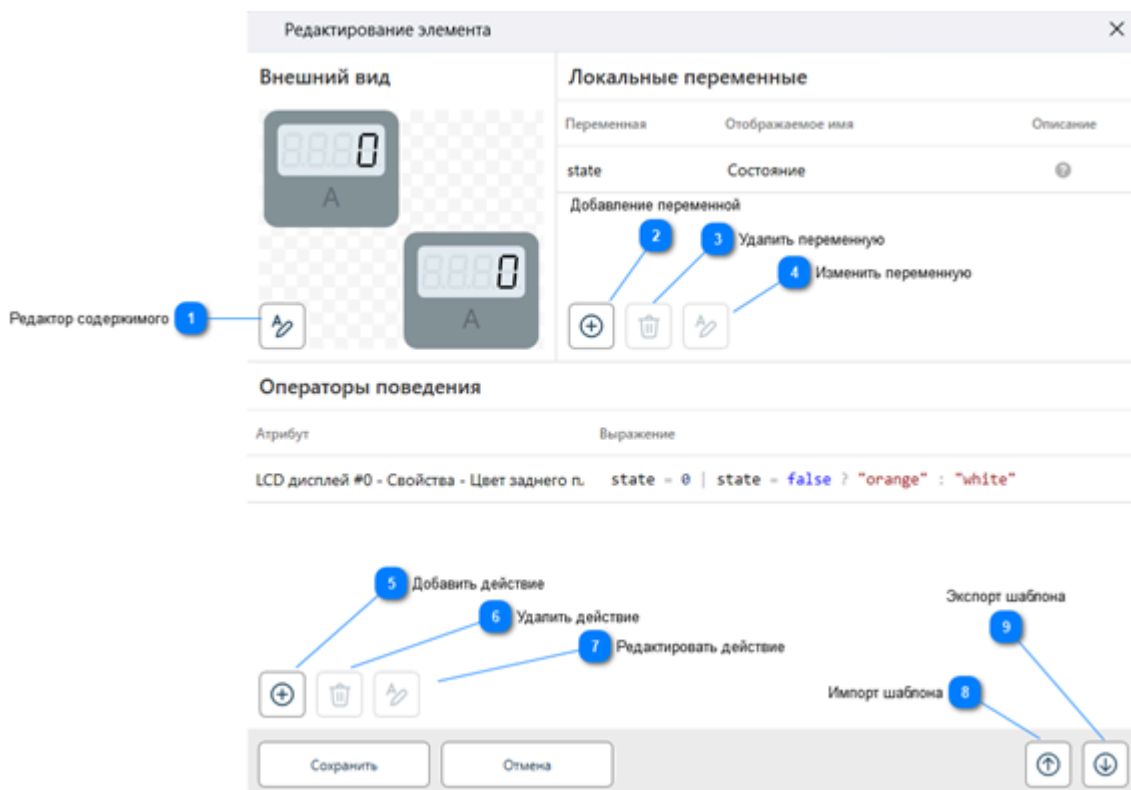 Редактирование элемента
Внешний вид
Локальные переменные
Переменная Отображаемое имя Описание
state Состояние
Добавление переменной
2
3 Удалить переменную
4 Изменить переменную
0
A
0
A
Редактор содержимого 1
Операторы поведения
Атрибут Выражение
LCD дисплей #0 - Свойства - Цвет заднего п. state = 0 | state = false ? "orange" : "white"
5 Добавить действие
6 Удалить действие
7 Редактировать действие
Экспорт шаблона
9
Импорт шаблона 8
Сохранить Отмена